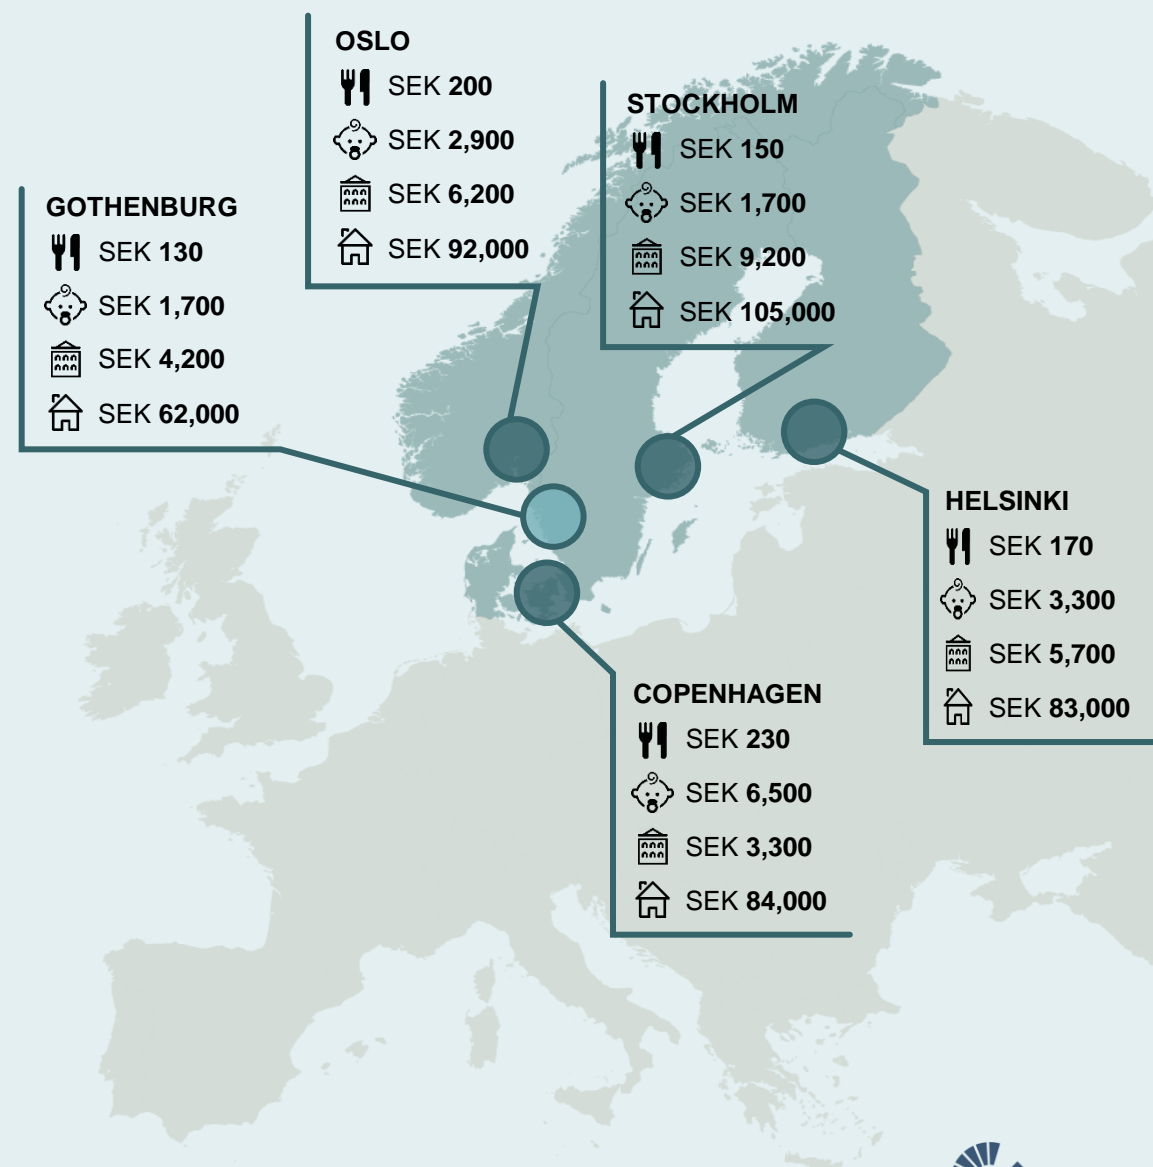 OSLO
SEK 200
SEK 2,900
SEK 6,200
SEK 92,000
STOCKHOLM
SEK 150
SEK 1,700
SEK 9,200
SEK 105,000
GOTHENBURG
SEK 130
SEK 1,700
SEK 4,200
SEK 62,000
HELSINKI
SEK 170
SEK 3,300
SEK 5,700
SEK 83,000
COPENHAGEN
SEK 230
SEK 6,500
SEK 3,300
SEK 84,000